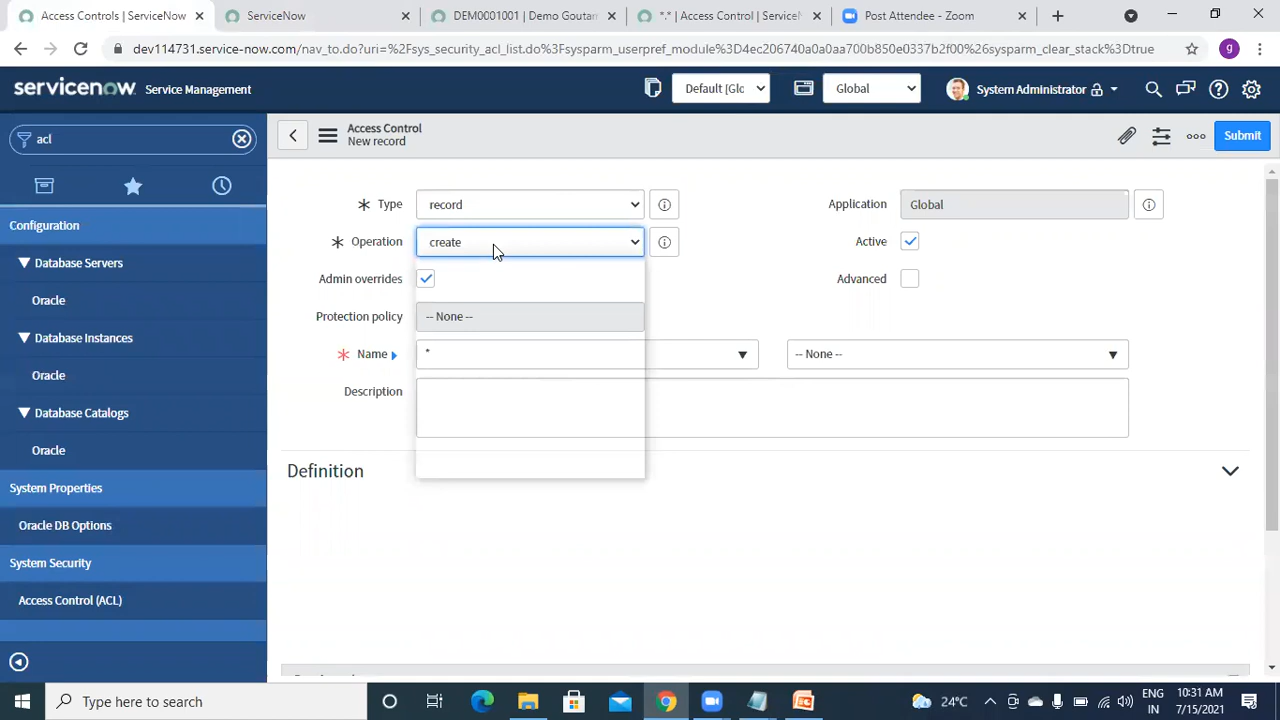 Access Controls | ServiceNow
ServiceNow
DEM0001001 | Demo Goutam
*.* | Access Control | Service
Post Attendee - Zoom
dev114731.service-now.com/nav_to.do?uri=%2Fsys_security_acl_list.do%3Fsysparm_userpref_module%3D4ec206740a0a0aa700b850e0337b2f00%26sysparm_clear_stack%3Dtrue
g
servicenow Service Management
Default [Glo
Global
System Administrator
acl
Access Control
New record
Submit
Configuration
Database Servers
Oracle
Database Instances
Oracle
Database Catalogs
Oracle
System Properties
Oracle DB Options
System Security
Access Control (ACL)
* Type
record
Application
Global
* Operation
create
Active
Admin overrides
Advanced
Protection policy
-- None --
* Name
*
-- None --
Description
Definition
Type here to search
24°C
ENG
IN
10:31 AM
7/15/2021